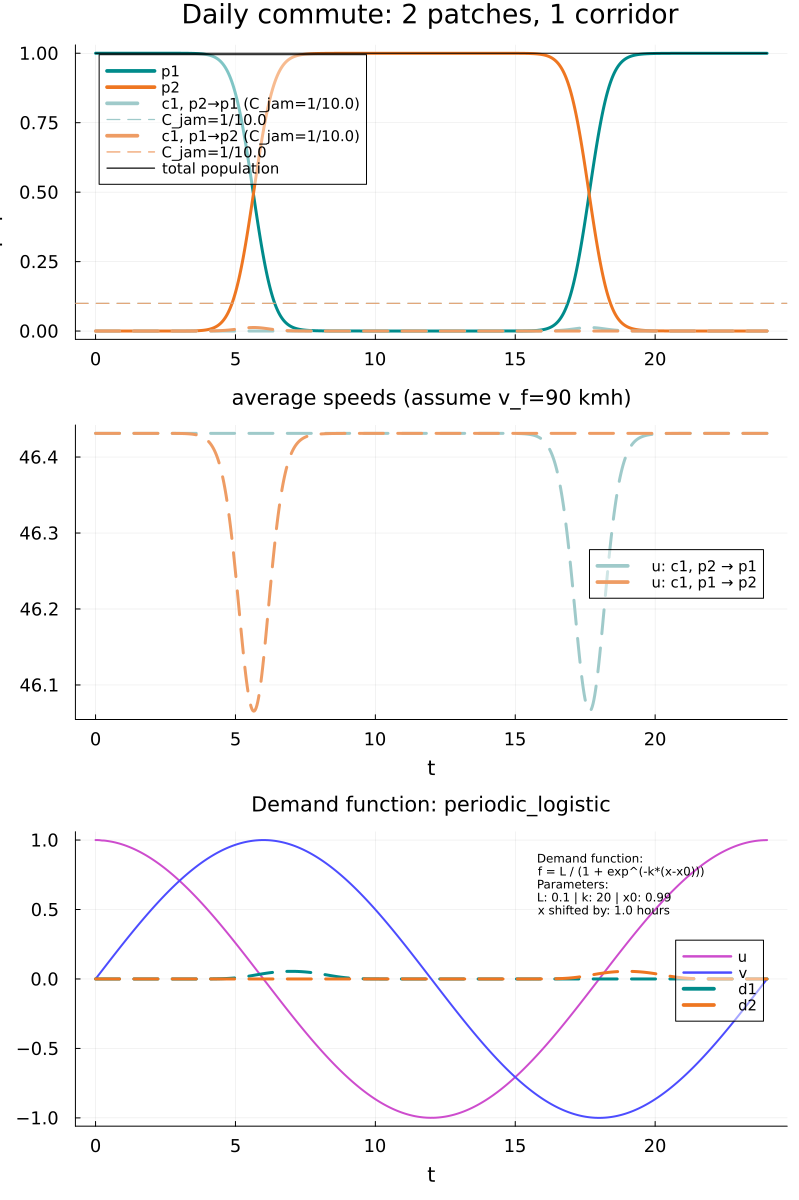 Daily commute: 2 patches, 1 corridor
1.00
0.75
0.50
0.25
0.00
p1
p2
c1, p2→p1 (C_jam=1/10.0)
C_jam=1/10.0
c1, p1→p2 (C_jam=1/10.0)
C_jam=1/10.0
total population
0 5 10 15 20
average speeds (assume v_f=90 kmh)
46.4
46.3
46.2
46.1
u: c1, p2 → p1
u: c1, p1 → p2
0 5 10 15 20
t
Demand function: periodic_logistic
1.0
0.5
0.0
−0.5
−1.0
Demand function:
f = L / (1 + exp^(-k*(x-x0)))
Parameters:
L: 0.1 | k: 20 | x0: 0.99
x shifted by: 1.0 hours
u
v
d1
d2
0 5 10 15 20
t